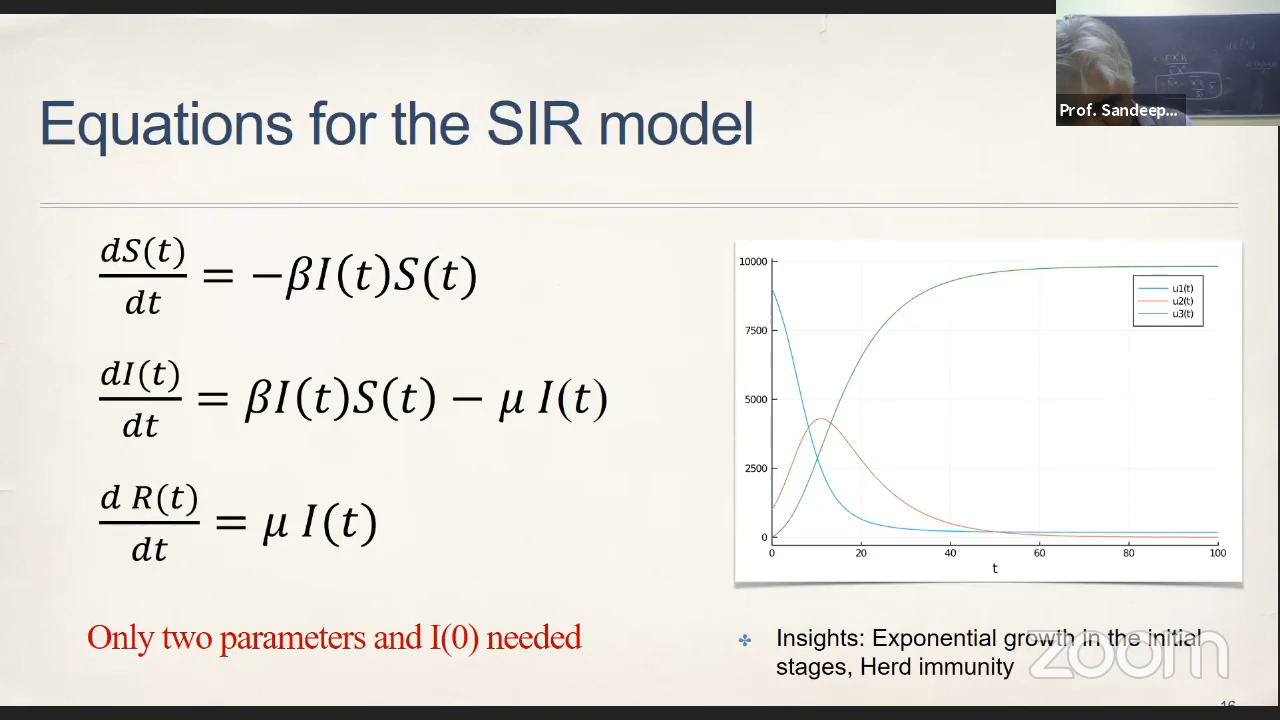 Prof. Sandeep...
Equations for the SIR model
dS(t)/dt = −βI(t)S(t)
dI(t)/dt = βI(t)S(t) − μ I(t)
d R(t)/dt = μ I(t)
Only two parameters and I(0) needed
10000
7500
5000
2500
0
0 20 40 60 80 100
t
u1(t)
u2(t)
u3(t)
Insights: Exponential growth in the initial
stages, Herd immunity
zoom
16